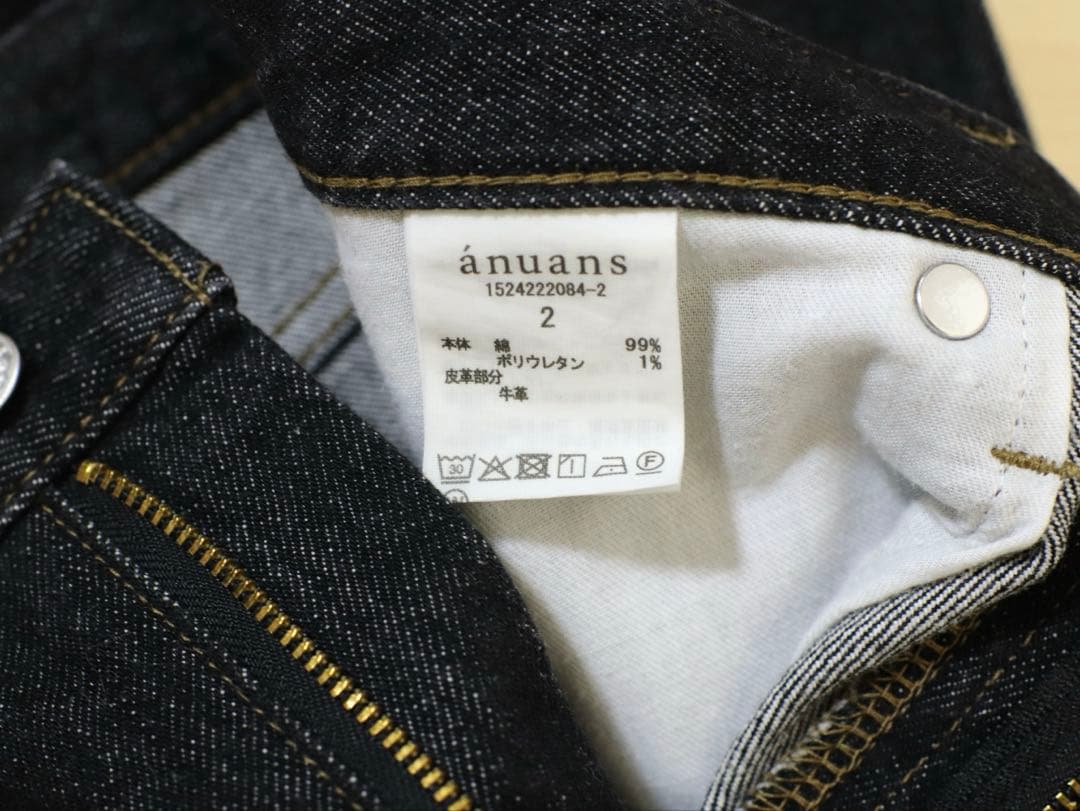 ánuans
1524222084-2
2
本体 綿 99%
ポリウレタン 1%
皮革部分
牛革
30 F